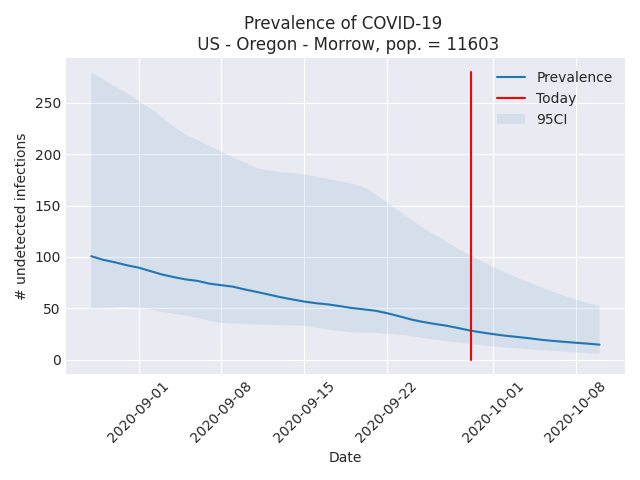 Prevalence of COVID-19
US - Oregon - Morrow, pop. = 11603
Prevalence
Today
95CI
# undetected infections
250
200
150
100
50
0
2020-09-01
2020-09-08
2020-09-15
2020-09-22
2020-10-01
2020-10-08
Date